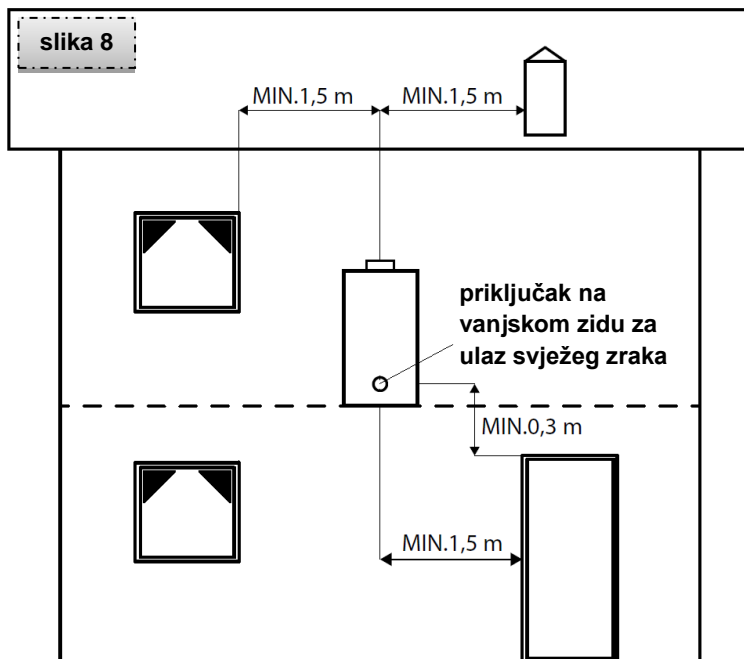 slika 8
MIN.1,5 m
MIN.1,5 m
priključak na
vanjskom zidu za
ulaz svježeg zraka
MIN.0,3 m
MIN.1,5 m